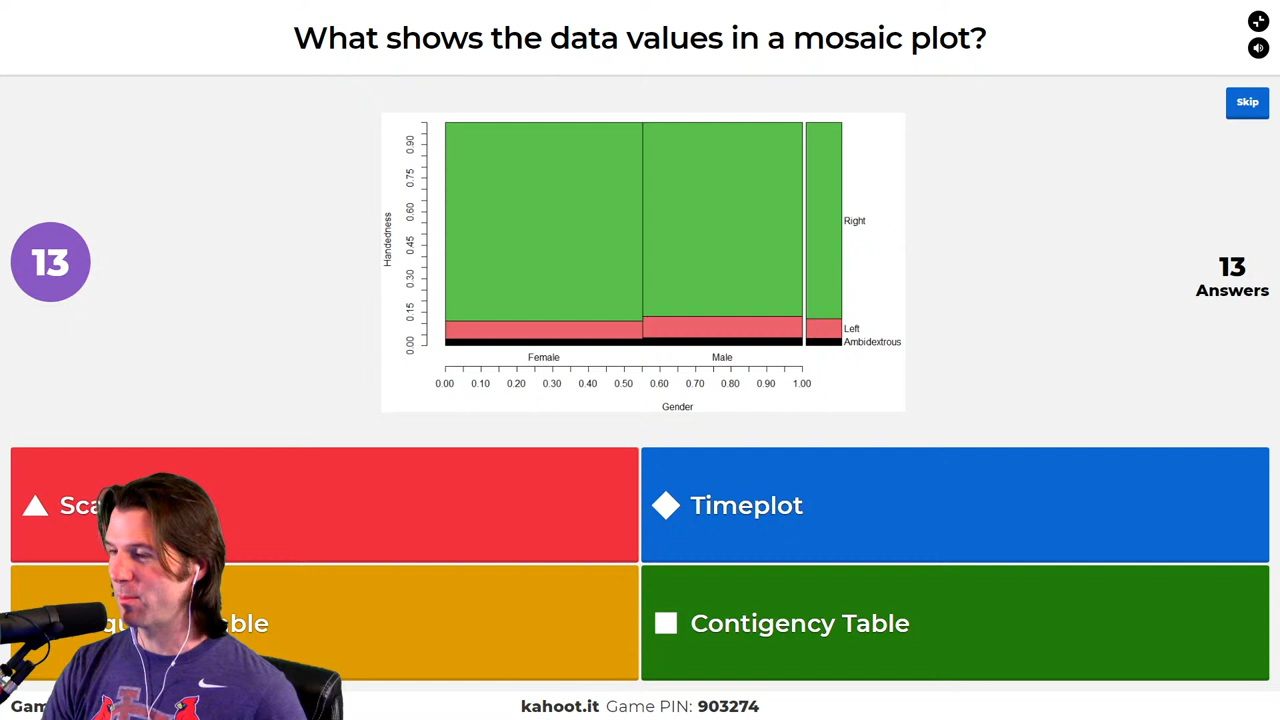 What shows the data values in a mosaic plot?
Skip
13
13
Answers
Handedness
0.90
0.75
0.60
0.45
0.30
0.15
0.00
Right
Left
Ambidextrous
Female
Male
0.00 0.10 0.20 0.30 0.40 0.50 0.60 0.70 0.80 0.90 1.00
Gender
Timeplot
Contigency Table
kahoot.it Game PIN: 903274